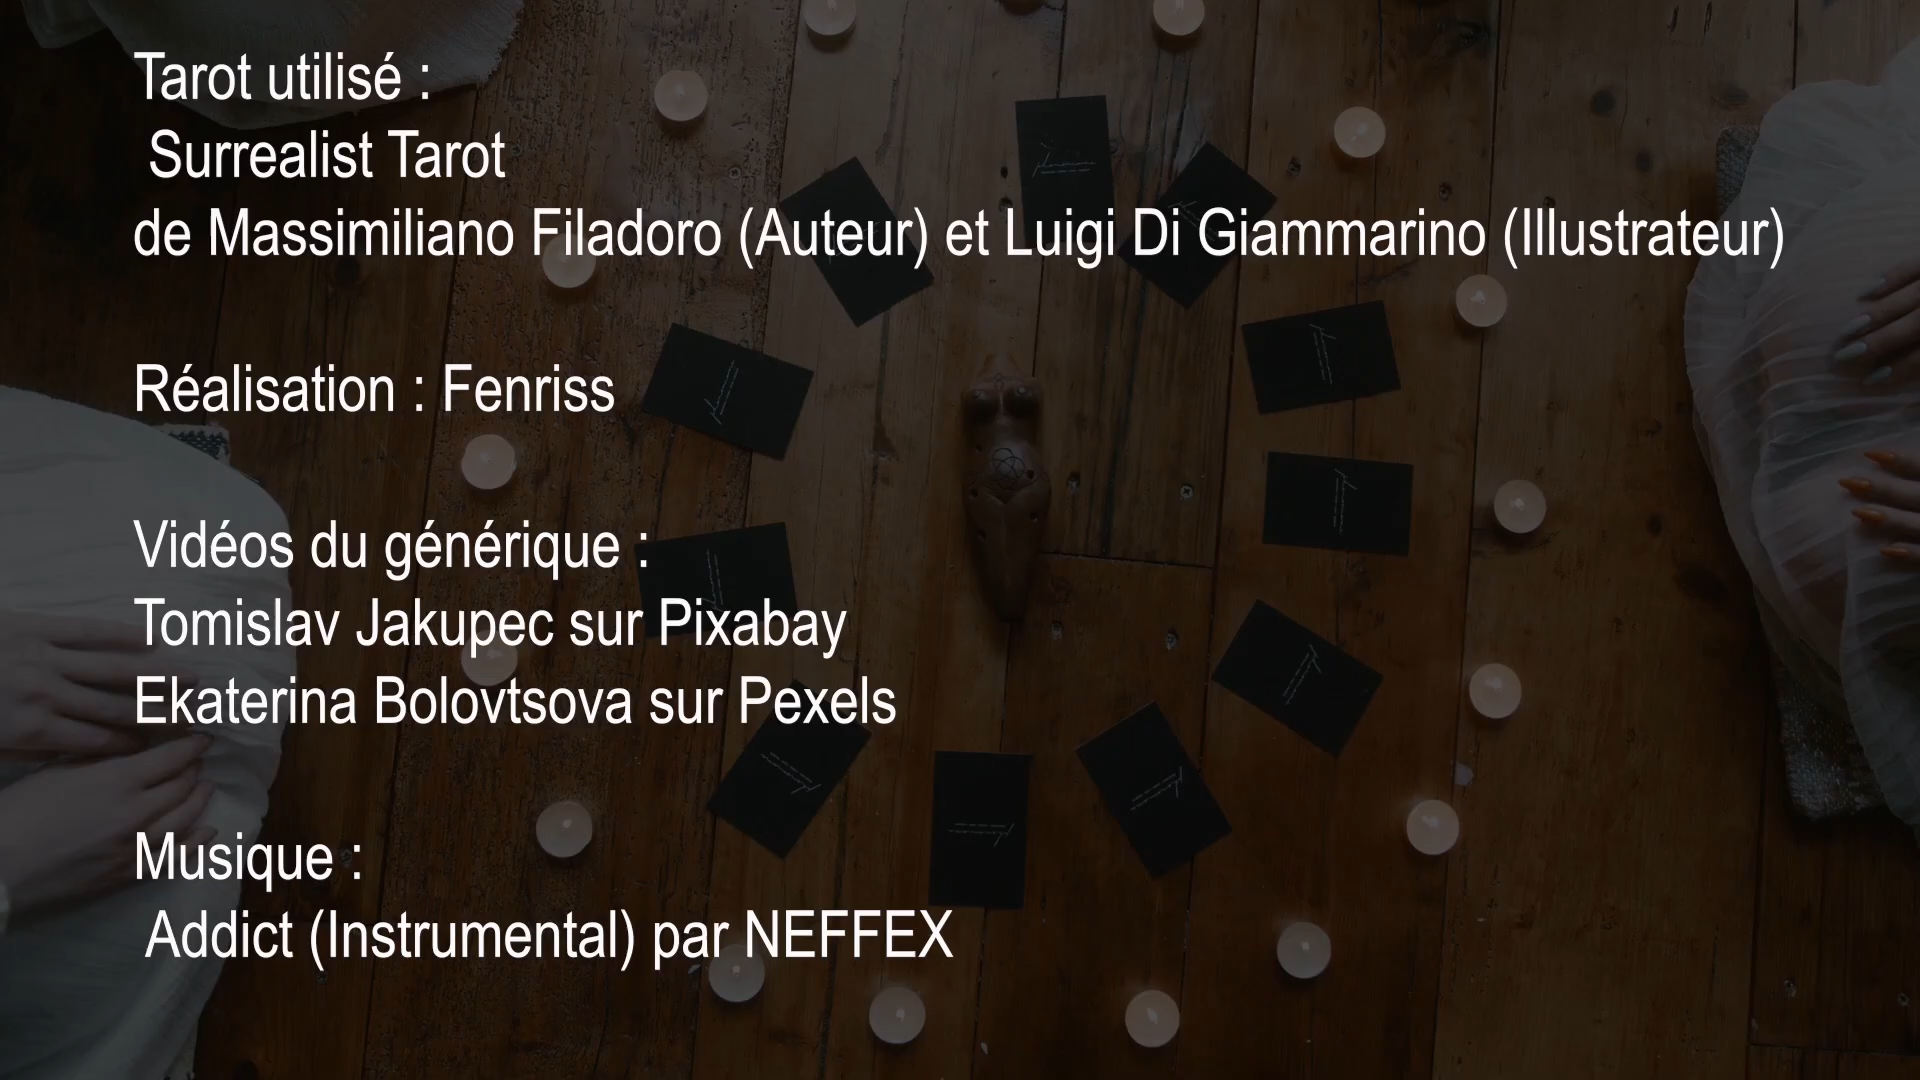 Tarot utilisé :
Surrealist Tarot
de Massimiliano Filadoro (Auteur) et Luigi Di Giammarino (Illustrateur)
Réalisation : Fenriss
Vidéos du générique :
Tomislav Jakupec sur Pixabay
Ekaterina Bolovtsova sur Pexels
Musique :
Addict (Instrumental) par NEFFEX